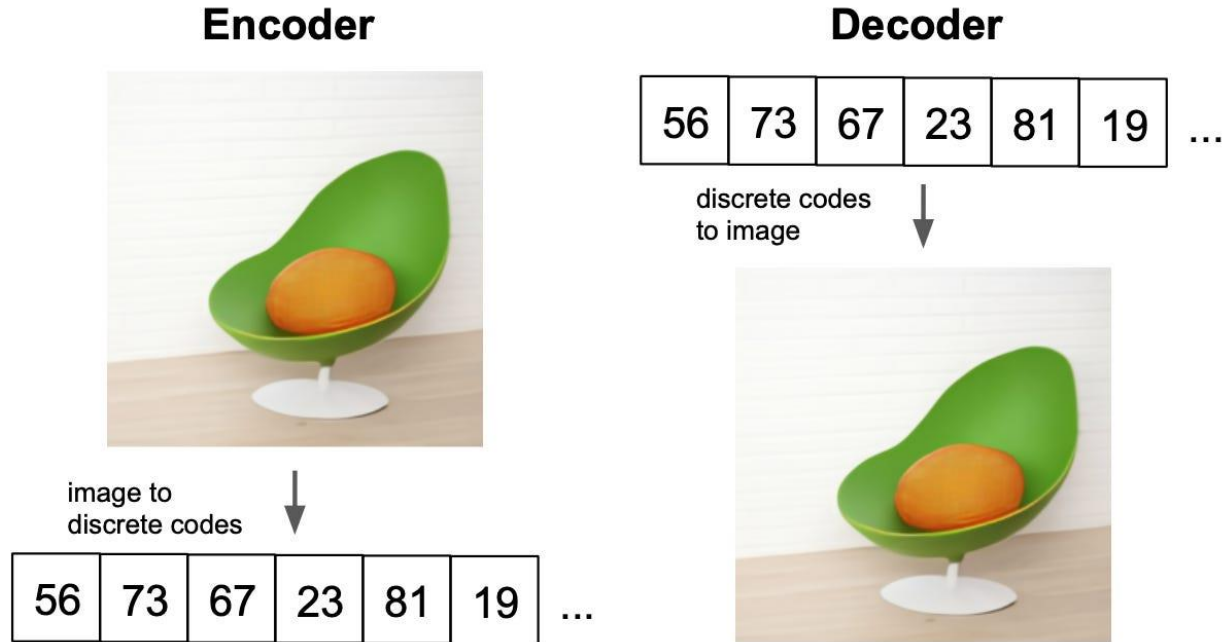 Encoder
image to
discrete codes
56 73 67 23 81 19 ...
Decoder
56 73 67 23 81 19 ...
discrete codes
to image